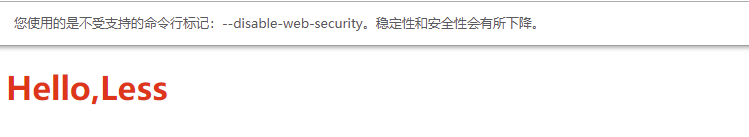 您使用的是不受支持的命令行标记：--disable-web-security。稳定性和安全性会有所下降。
Hello,Less